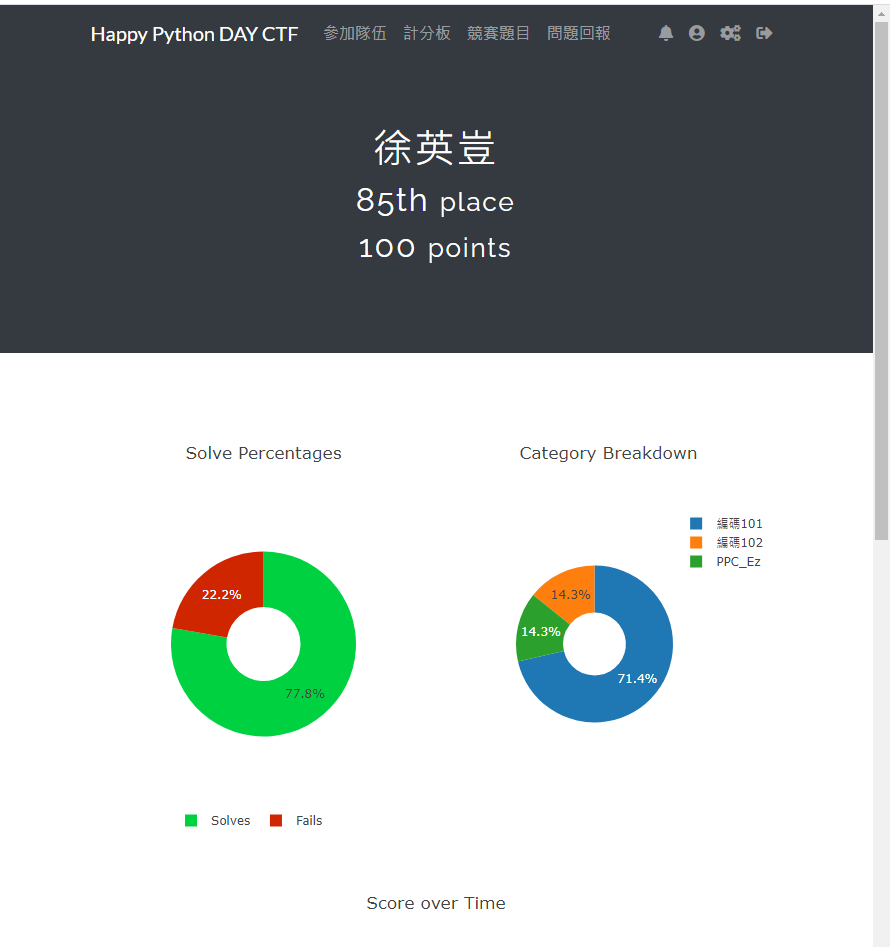 Happy Python DAY CTF 參加隊伍 計分板 競賽題目 問題回報
徐英豈
85th place
100 points
Solve Percentages
Category Breakdown
編碼101
編碼102
PPC_Ez
22.2%
77.8%
14.3%
14.3%
71.4%
Solves Fails
Score over Time